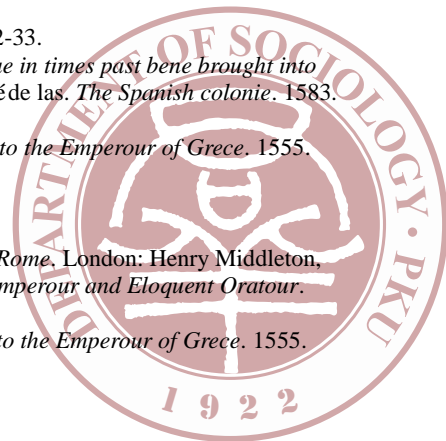 2-33.
ue in times past bene brought into
é de las. The Spanish colonie. 1583.
to the Emperour of Grece. 1555.
Rome. London: Henry Middleton,
mperour and Eloquent Oratour.
to the Emperour of Grece. 1555.
DEPARTMENT OF SOCIOLOGY · PKU
1922